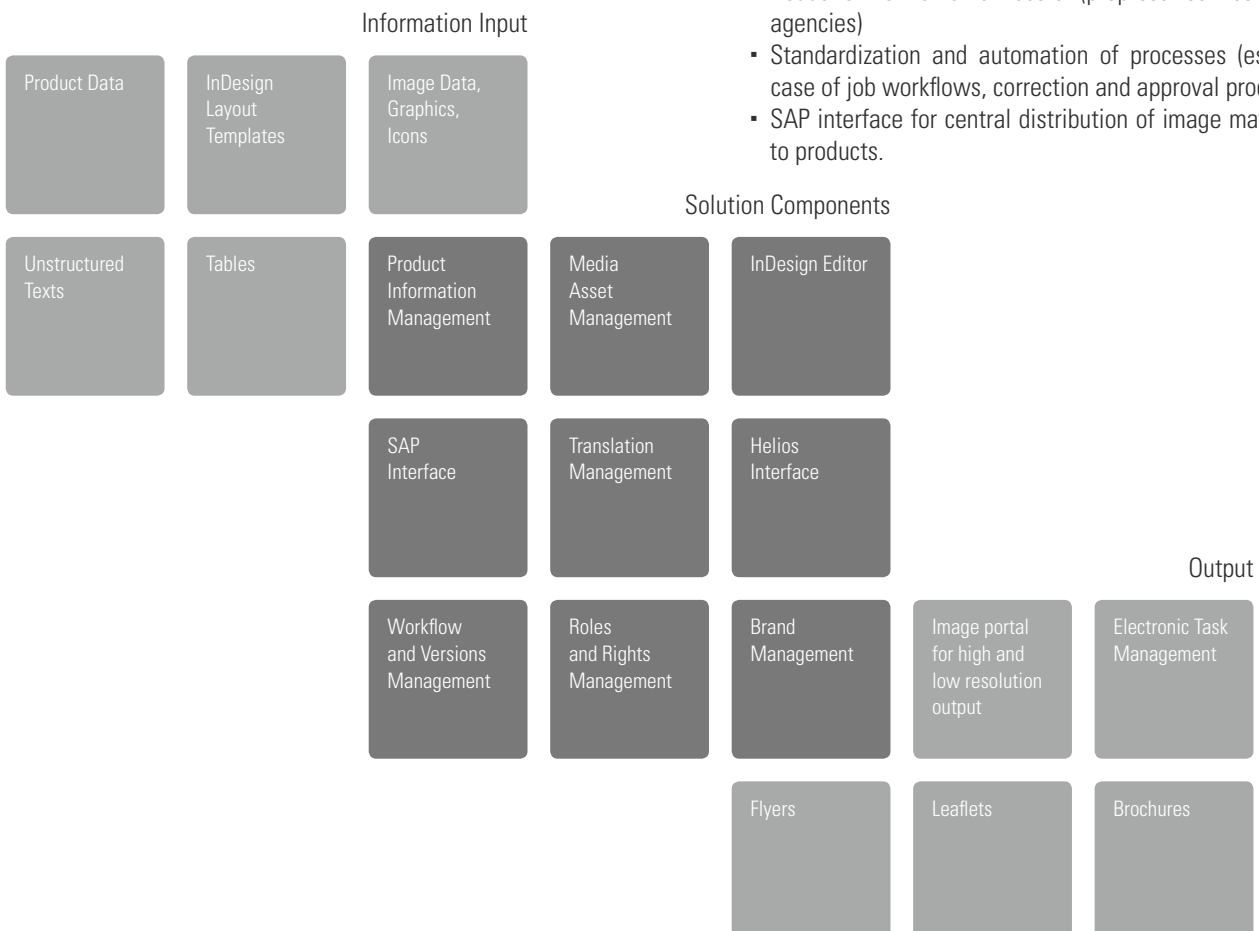 Information Input
agencies)
▪ Standardization and automation of processes
case of job workflows, correction and approval
▪ SAP interface for central distribution of image
to products.
Product Data
InDesign
Layout
Templates
Image Data,
Graphics,
Icons
Solution Components
Unstructured
Texts
Tables
Product
Information
Management
Media
Asset
Management
InDesign Editor
SAP
Interface
Translation
Management
Helios
Interface
Output
Workflow
and Versions
Management
Roles
and Rights
Management
Brand
Management
Image portal
for high and
low resolution
output
Electronic Task
Management
Flyers
Leaflets
Brochures